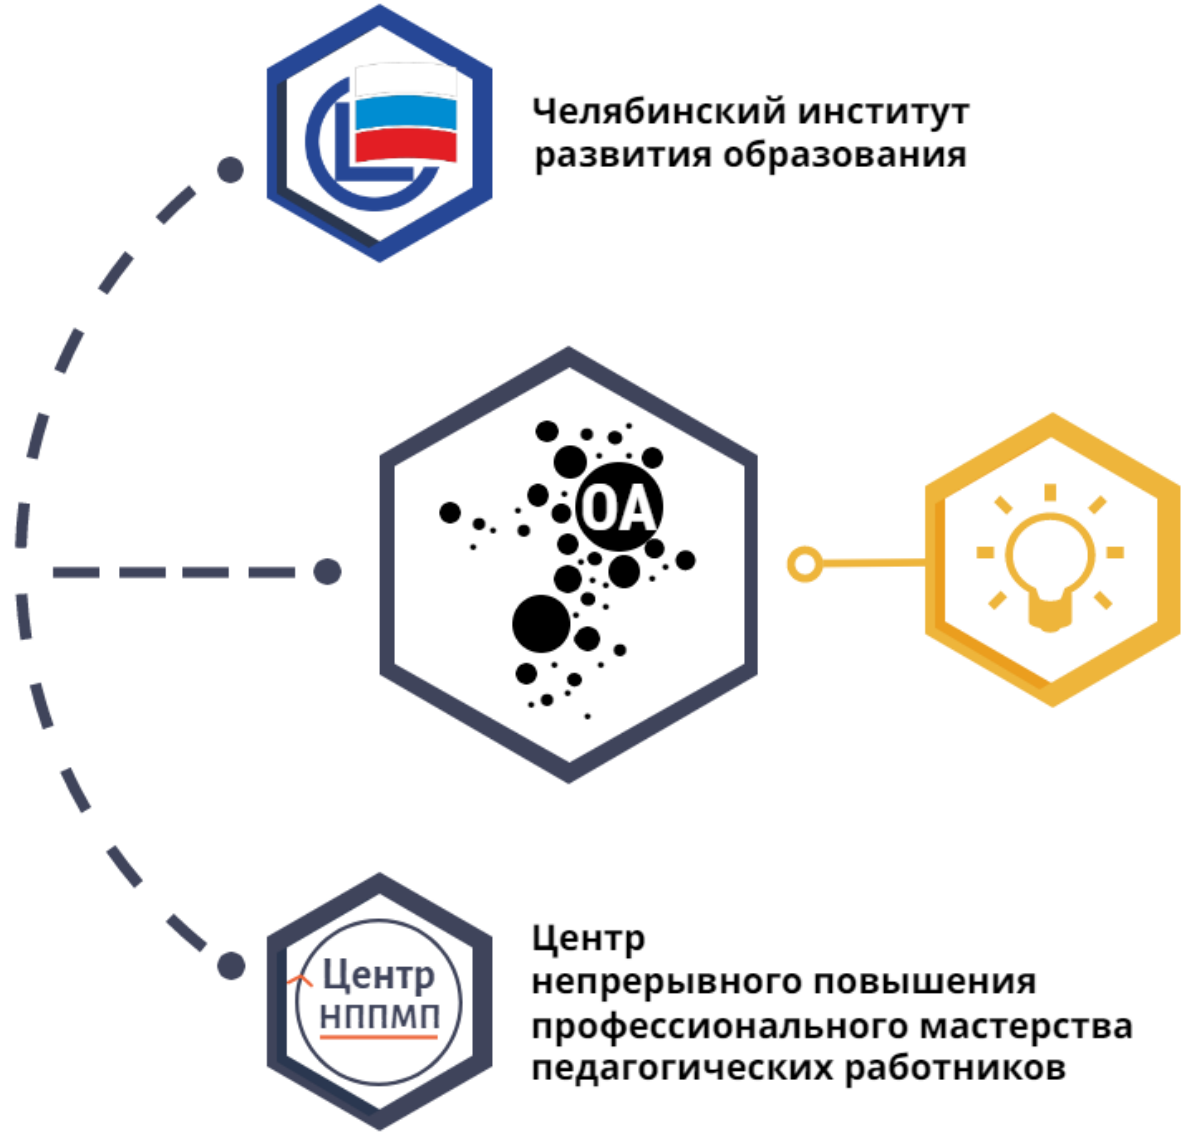 Челябинский институт
развития образования
ОА
Центр
НППМП
Центр
непрерывного повышения
профессионального мастерства
педагогических работников